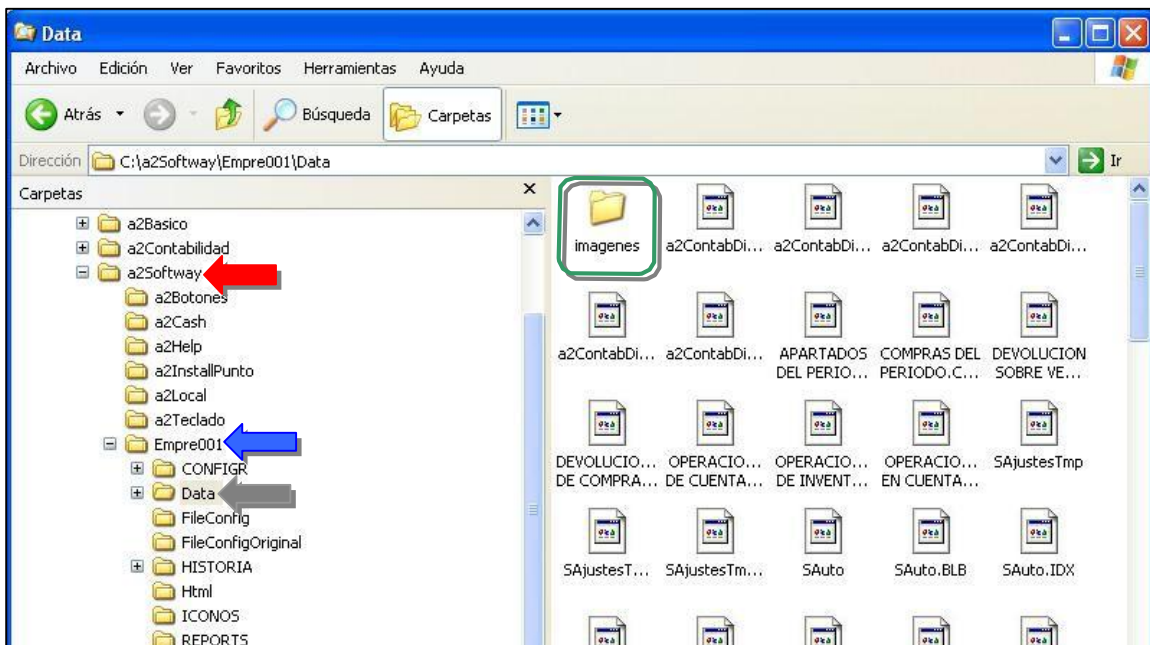 Data
Archivo Edición Ver Favoritos Herramientas Ayuda
Atrás Búsqueda Carpetas
Dirección C:\a2Softway\Empre001\Data Ir
Carpetas
a2Basico
a2Contabilidad
a2Softway
a2Botones
a2Cash
a2Help
a2InstallPunto
a2Local
a2Teclado
Empre001
CONFIGR
Data
FileConfig
FileConfigOriginal
HISTORIA
Html
ICONOS
REPORTS
imagenes a2ContabDi... a2ContabDi... a2ContabDi... a2ContabDi...
a2ContabDi... a2ContabDi... APARTADOS COMPRAS DEL DEVOLUCION
DEL PERIO... PERIODO.C... SOBRE VE...
DEVOLUCIO... OPERACIO... OPERACIO... OPERACIO... SAjustesTmp
DE COMPRA... DE CUENTA... DE INVENT... EN CUENTA...
SAjustesT... SAjustesTm... SAuto SAuto.BLB SAuto.IDX